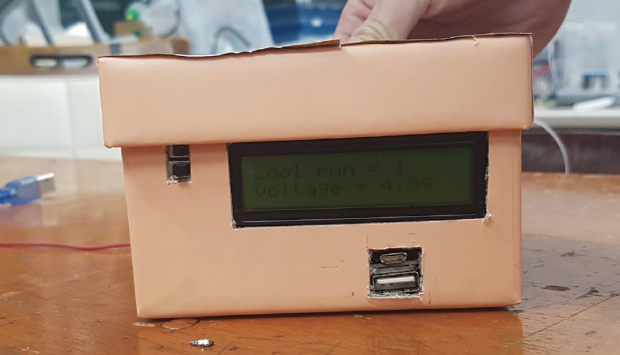 cool run = 1
voltage = 4.59